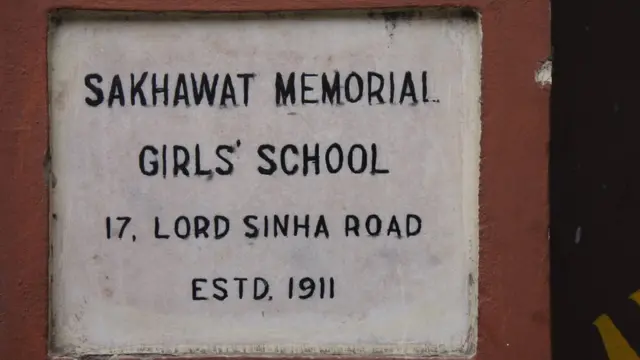 SAKHAWAT MEMORIAL
GIRLS' SCHOOL
17, LORD SINHA ROAD
ESTD. 1911